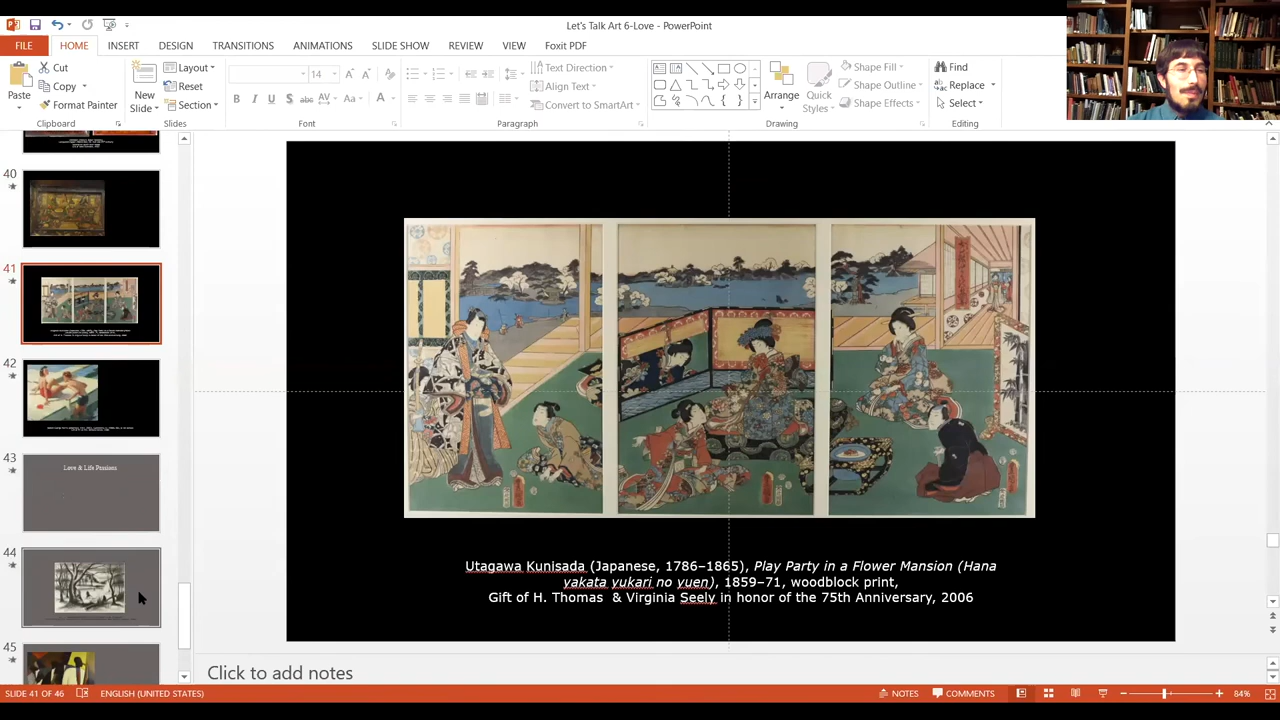 Let's Talk Art 6-Love - PowerPoint
FILE HOME INSERT DESIGN TRANSITIONS ANIMATIONS SLIDE SHOW REVIEW VIEW Foxit PDF
Paste
Cut
Copy
Format Painter
Clipboard
New
Slide
Layout
Reset
Section
Slides
14
B I U S abc AV Aa A
Font
Text Direction
Align Text
Convert to SmartArt
Paragraph
Arrange
Quick
Styles
Shape Fill
Shape Outline
Shape Effects
Drawing
Find
Replace
Select
Editing
40
41
42
43
Love & Life Passions
44
45
Utagawa Kunisada (Japanese, 1786–1865), Play Party in a Flower Mansion (Hana
yakata yukari no yuen), 1859–71, woodblock print,
Gift of H. Thomas & Virginia Seely in honor of the 75th Anniversary, 2006
Click to add notes
SLIDE 41 OF 46 ENGLISH (UNITED STATES) NOTES COMMENTS 84%